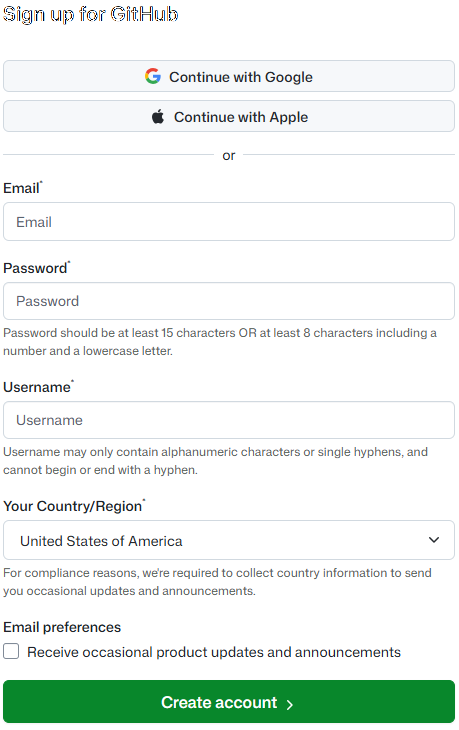 Sign up for GitHub
Continue with Google
Continue with Apple
or
Email*
Email
Password*
Password
Password should be at least 15 characters OR at least 8 characters including a
number and a lowercase letter.
Username*
Username
Username may only contain alphanumeric characters or single hyphens, and
cannot begin or end with a hyphen.
Your Country/Region*
United States of America
For compliance reasons, we're required to collect country information to send
you occasional updates and announcements.
Email preferences
Receive occasional product updates and announcements
Create account